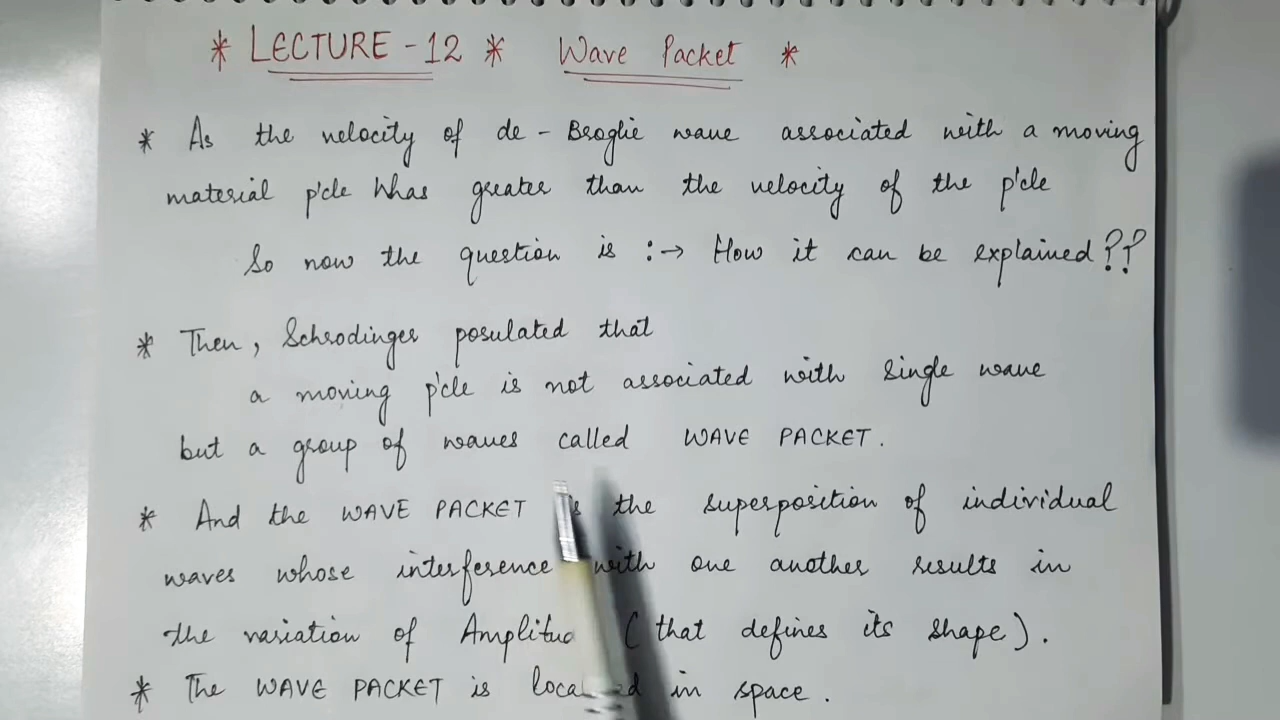 * LECTURE - 12 * Wave Packet *
* As the velocity of de - Broglie wave associated with a moving
material p'cle has greater than the velocity of the p'cle
So now the question is :→ How it can be explained ??
* Then, Schrodinger posulated that
a moving p'cle is not associated with single wave
but a group of waves called WAVE PACKET.
* And the WAVE PACKET the superposition of individual
waves whose interference with one another results in
the variation of (that defines its shape).
* The WAVE PACKET is in space.